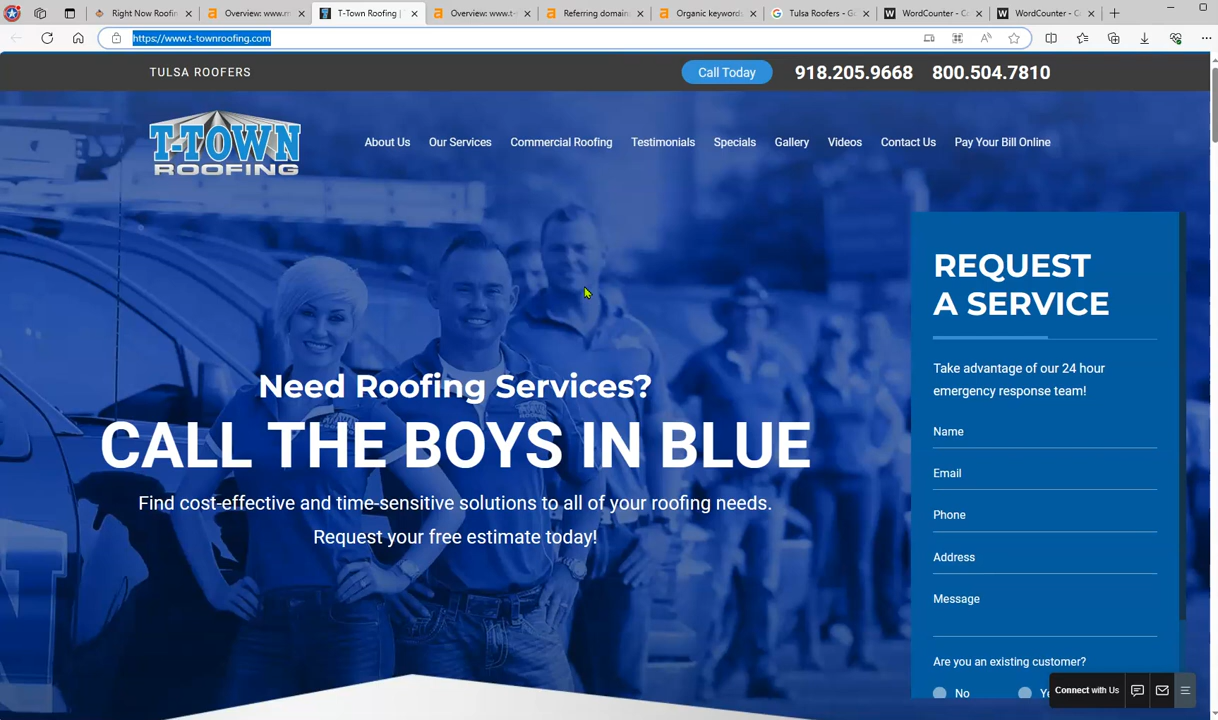 Right Now Roofin
Overview: www.m
T-Town Roofing |
Overview: www.t-
Referring domain
Organic keywords
Tulsa Roofers - Go
WordCounter - Co
WordCounter - Co
https://www.t-townroofing.com
TULSA ROOFERS
Call Today
918.205.9668
800.504.7810
T-TOWN
ROOFING
About Us
Our Services
Commercial Roofing
Testimonials
Specials
Gallery
Videos
Contact Us
Pay Your Bill Online
Need Roofing Services?
CALL THE BOYS IN BLUE
Find cost-effective and time-sensitive solutions to all of your roofing needs.
Request your free estimate today!
REQUEST
A SERVICE
Take advantage of our 24 hour
emergency response team!
Name
Email
Phone
Address
Message
Are you an existing customer?
No
Connect with Us